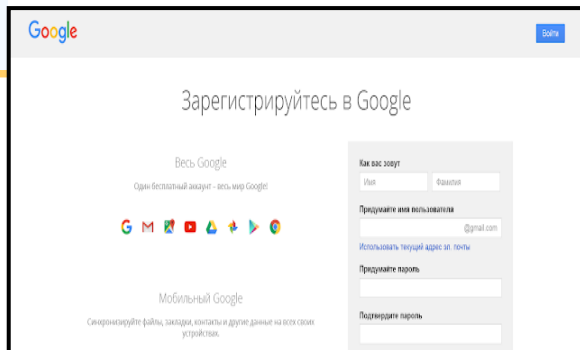 Google
Войти
Зарегистрируйтесь в Google
Весь Google
Один бесплатный аккаунт – весь мир Google!
Мобильный Google
Синхронизируйте файлы, закладки, контакты и другие данные на всех своих
устройствах.
Как вас зовут
Имя Фамилия
Придумайте имя пользователя
@gmail.com
Использовать текущий адрес эл. почты
Придумайте пароль
Подтвердите пароль